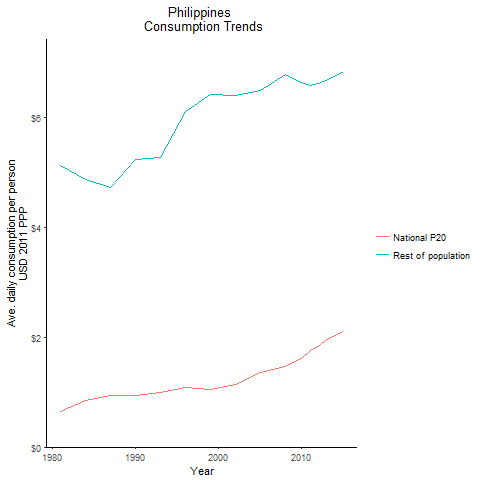 Philippines
Consumption Trends
Ave. daily consumption per person
USD 2011 PPP
$6
$4
$2
$0
1980
1990
2000
2010
Year
National P20
Rest of population